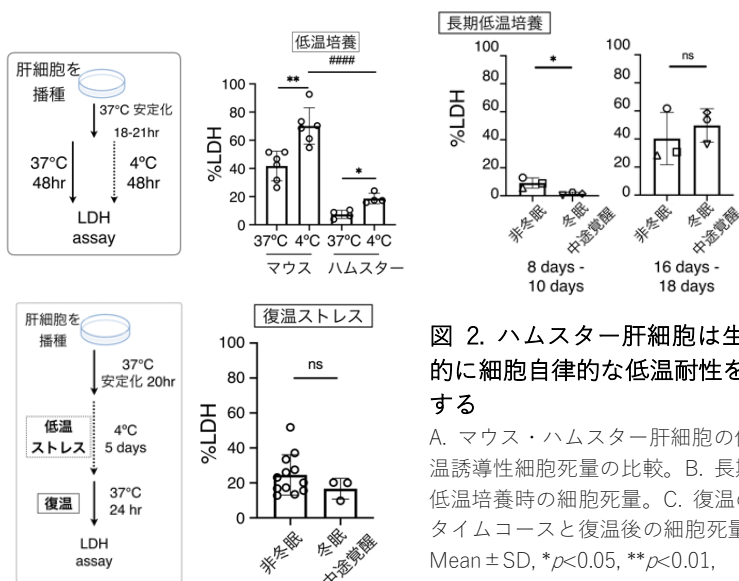 肝細胞を
播種
37℃ 安定化
18-21hr
37℃
48hr
4℃
48hr
LDH
assay
低温培養
####
**
*
%LDH
100
80
60
40
20
0
37℃ 4℃ 37℃ 4℃
マウス ハムスター
長期低温培養
%LDH
100
80
60
40
20
0
*
非冬眠
冬眠
中途覚醒
8 days -
10 days
100
80
60
40
20
0
ns
非冬眠
冬眠
中途覚醒
16 days -
18 days
肝細胞を
播種
37℃
安定化 20hr
低温
ストレス
4℃
5 days
復温
37℃
24 hr
LDH
assay
復温ストレス
%LDH
100
80
60
40
20
0
ns
非冬眠
冬眠
中途覚醒
図 2. ハムスター肝細胞は生
的に細胞自律的な低温耐性を
する
A. マウス・ハムスター肝細胞の
温誘導性細胞死量の比較。B. 長
低温培養時の細胞死量。C. 復温の
タイムコースと復温後の細胞死量
Mean±SD, *p<0.05, **p<0.01,